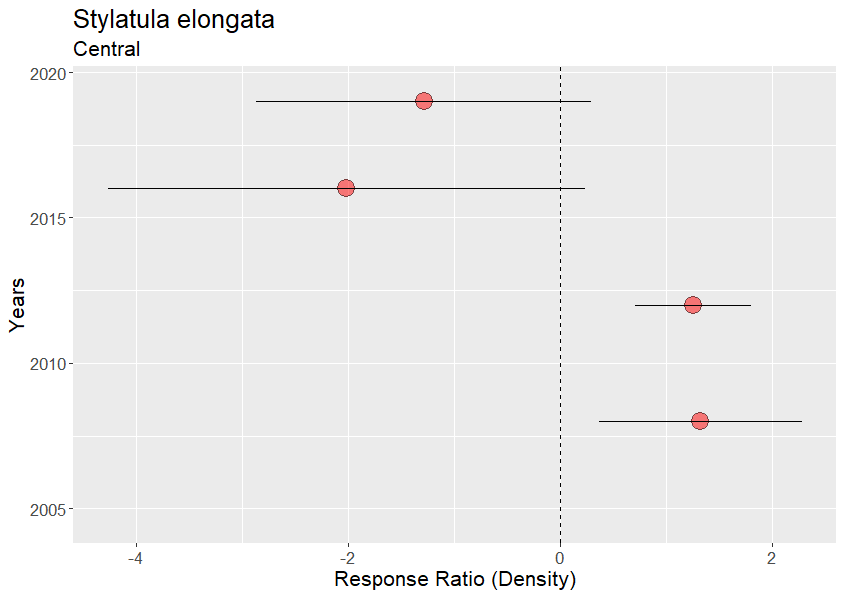 Stylatula elongata
Central
2020
2015
2010
2005
Years
-4
-2
0
2
Response Ratio (Density)